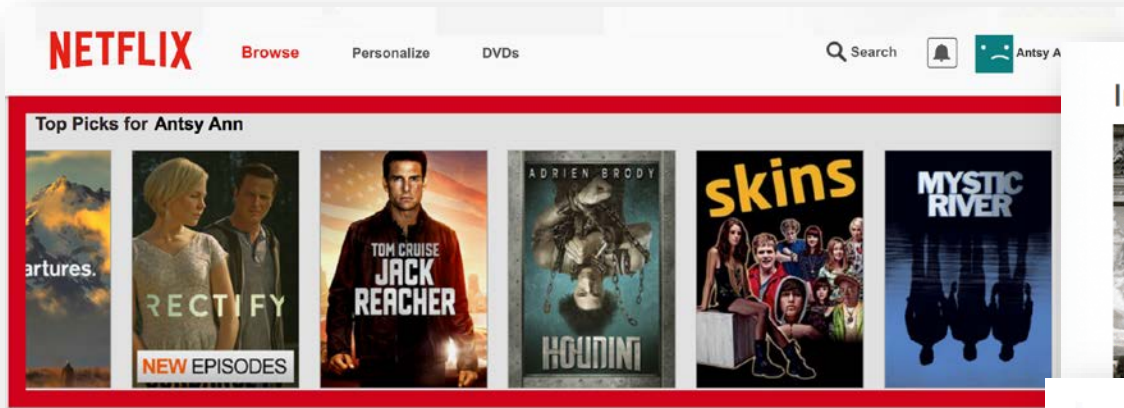 NETFLIX Browse Personalize DVDs Search Antsy A
Top Picks for Antsy Ann
artures.
RECTIFY
NEW EPISODES
TOM CRUISE
JACK
REACHER
ADRIEN BRODY
HOUDINI
skins
MYSTIC
RIVER